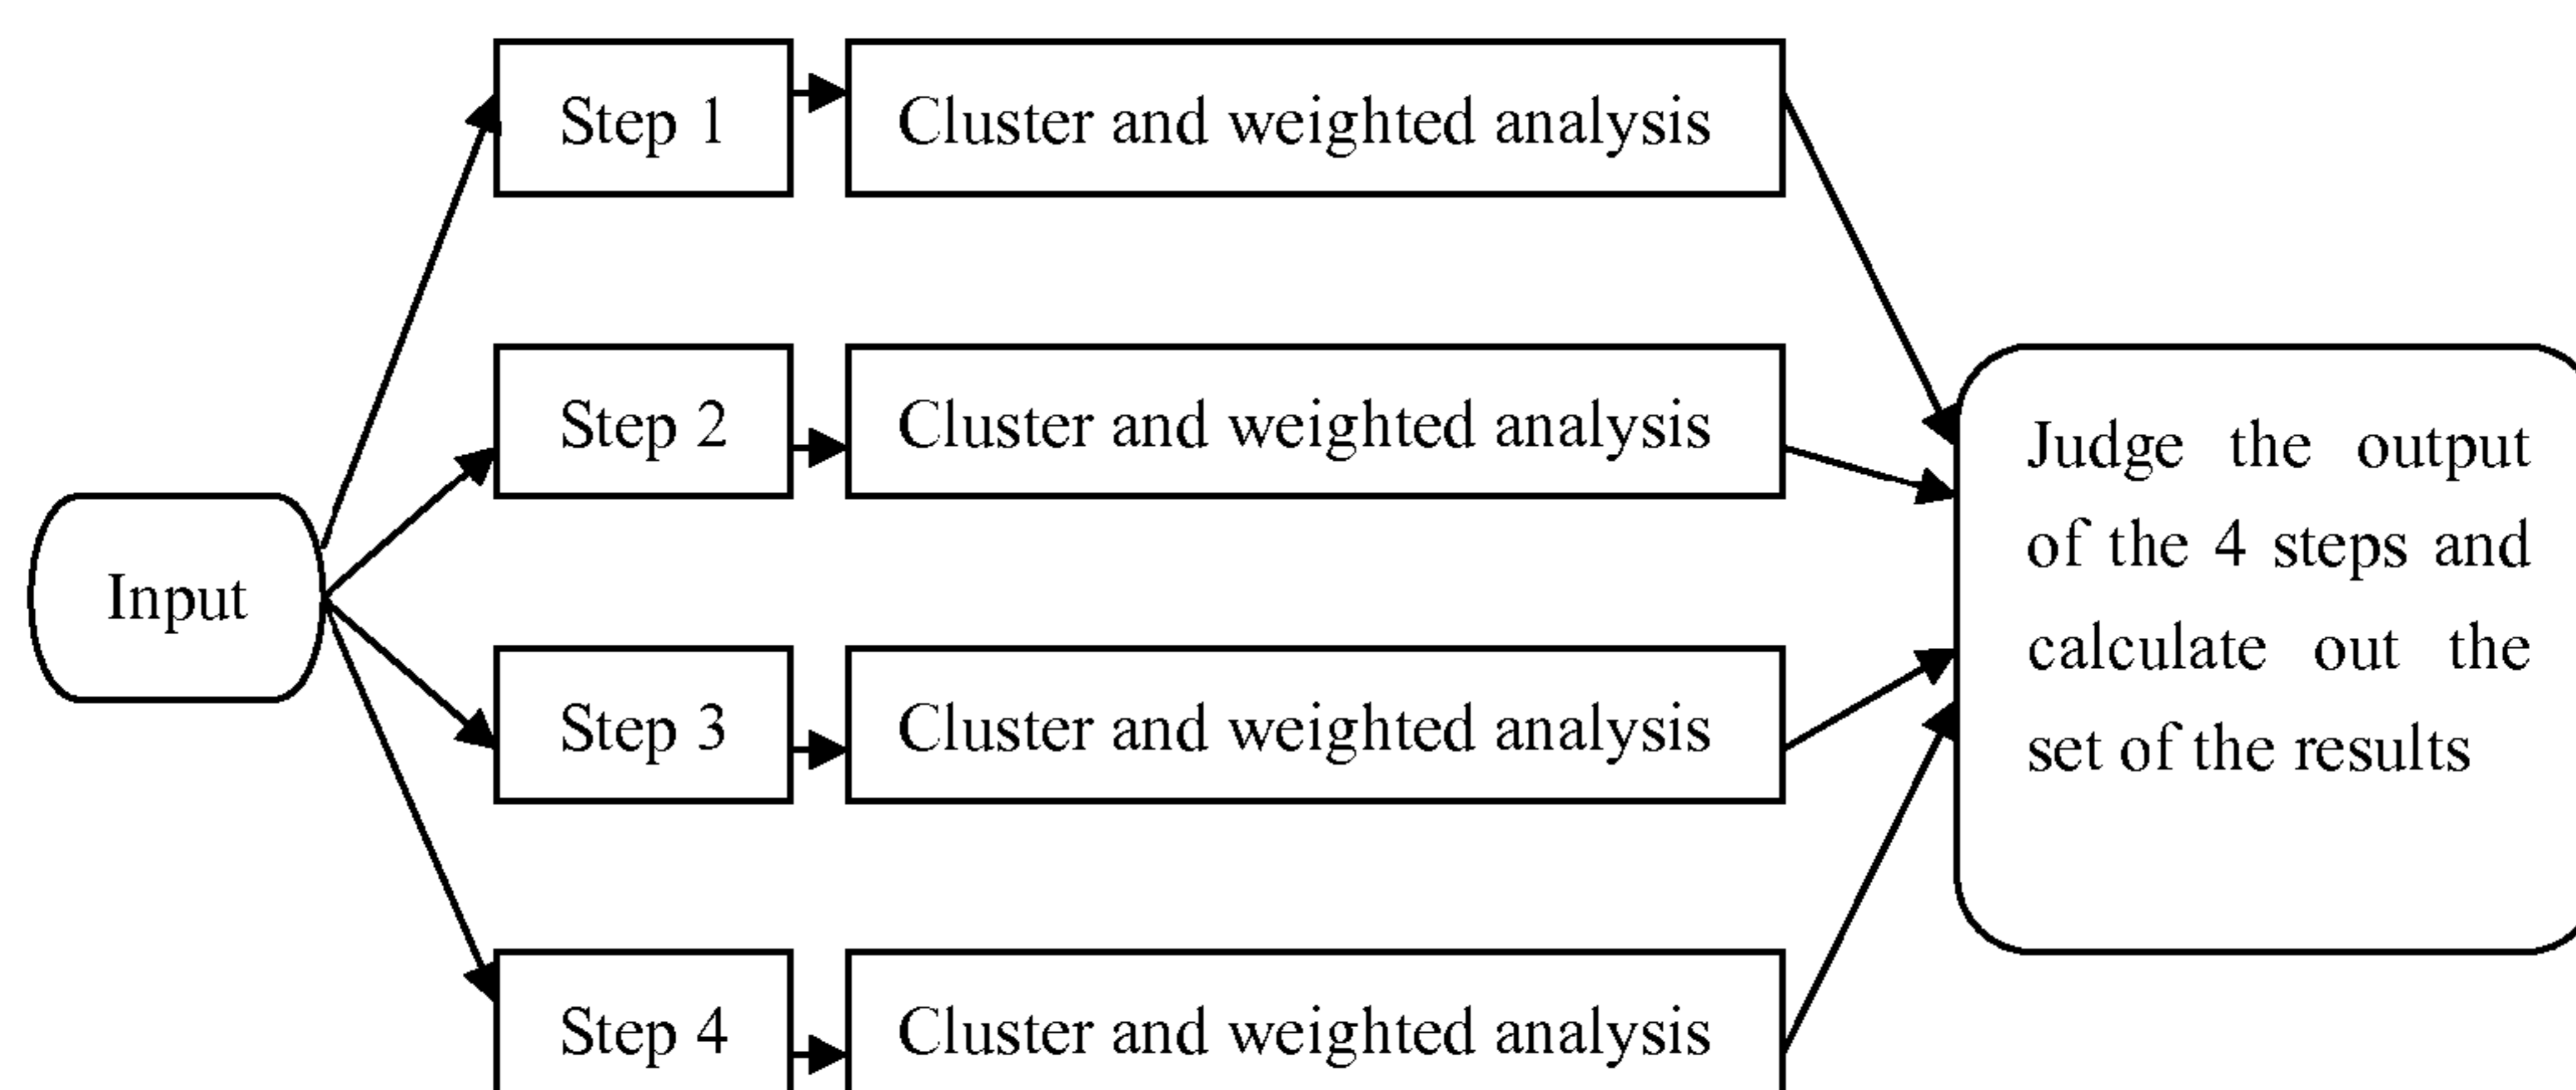 Step 1
Cluster and weighted analysis
Step 2
Cluster and weighted analysis
Input
Step 3
Cluster and weighted analysis
Step 4
Cluster and weighted analysis
Judge the output
of the 4 steps and
calculate out the
set of the results